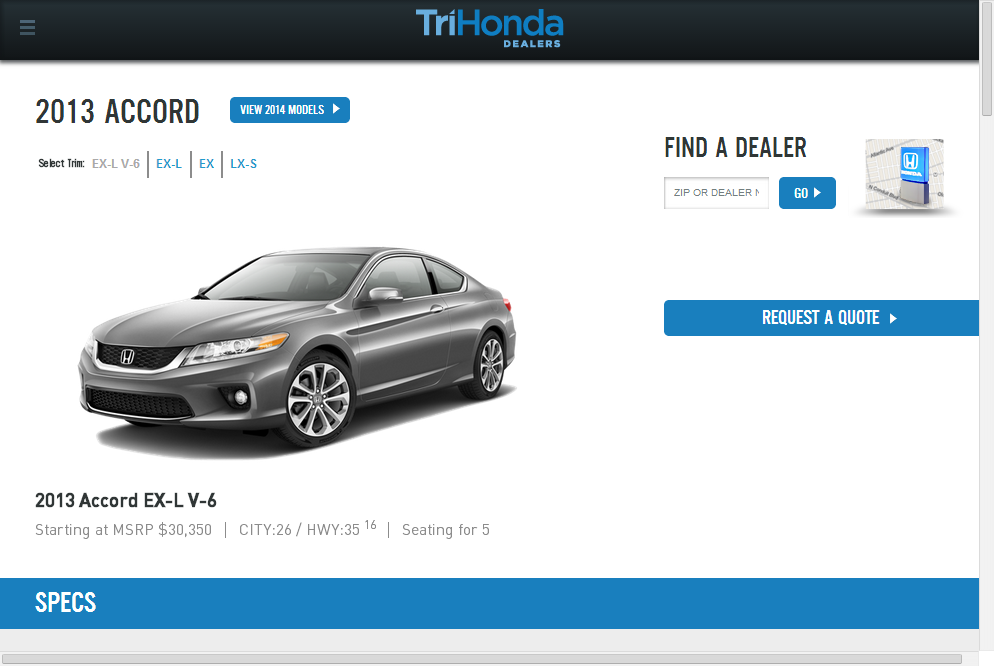 TriHonda
DEALERS
2013 ACCORD
VIEW 2014 MODELS
Select Trim: EX-L V-6 EX-L EX LX-S
FIND A DEALER
ZIP OR DEALER
GO
HONDA
REQUEST A QUOTE
2013 Accord EX-L V-6
Starting at MSRP $30,350 | CITY:26 / HWY:35 16 | Seating for 5
SPECS